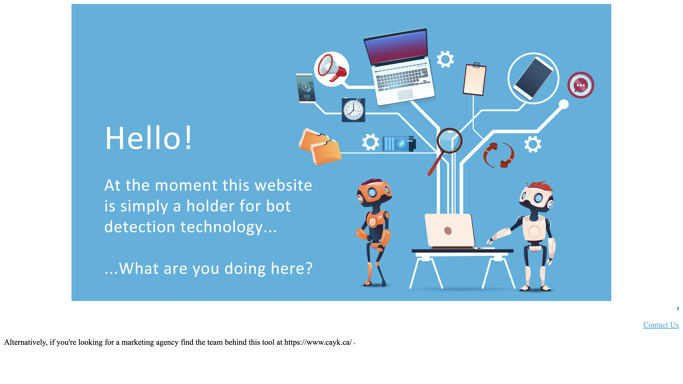 Hello!
At the moment this website
is simply a holder for bot
detection technology...
...What are you doing here?
Contact Us
Alternatively, if you're looking for a marketing agency find the team behind this tool at https://www.cayk.ca/